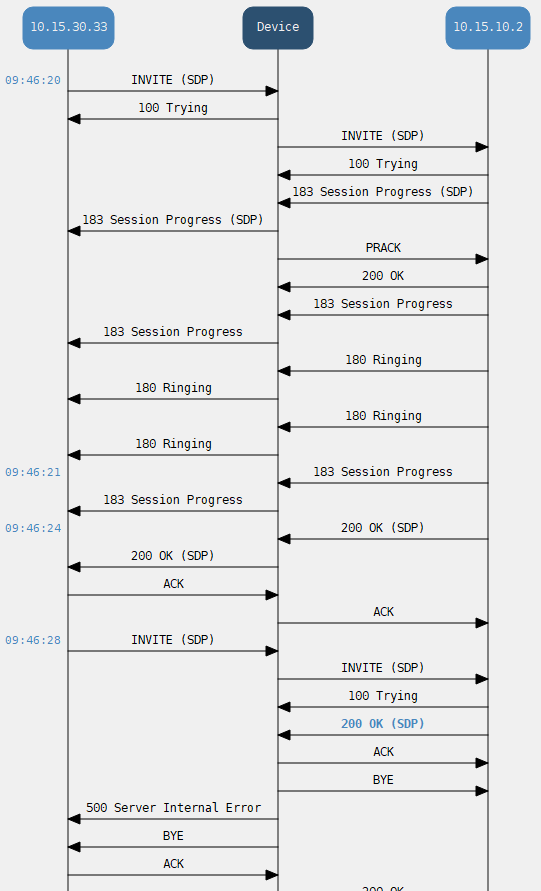 10.15.30.33 Device 10.15.10.2
09:46:20 INVITE (SDP)
100 Trying
INVITE (SDP)
100 Trying
183 Session Progress (SDP)
183 Session Progress (SDP)
PRACK
200 OK
183 Session Progress
183 Session Progress
180 Ringing
180 Ringing
180 Ringing
180 Ringing
09:46:21 183 Session Progress
183 Session Progress
09:46:24 200 OK (SDP)
200 OK (SDP)
ACK
ACK
09:46:28 INVITE (SDP)
INVITE (SDP)
100 Trying
200 OK (SDP)
ACK
BYE
500 Server Internal Error
BYE
ACK
200 OK